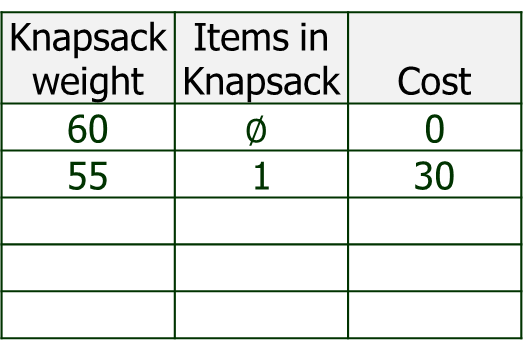 Knapsack weight Items in Knapsack Cost
60 ø 0
55 1 30